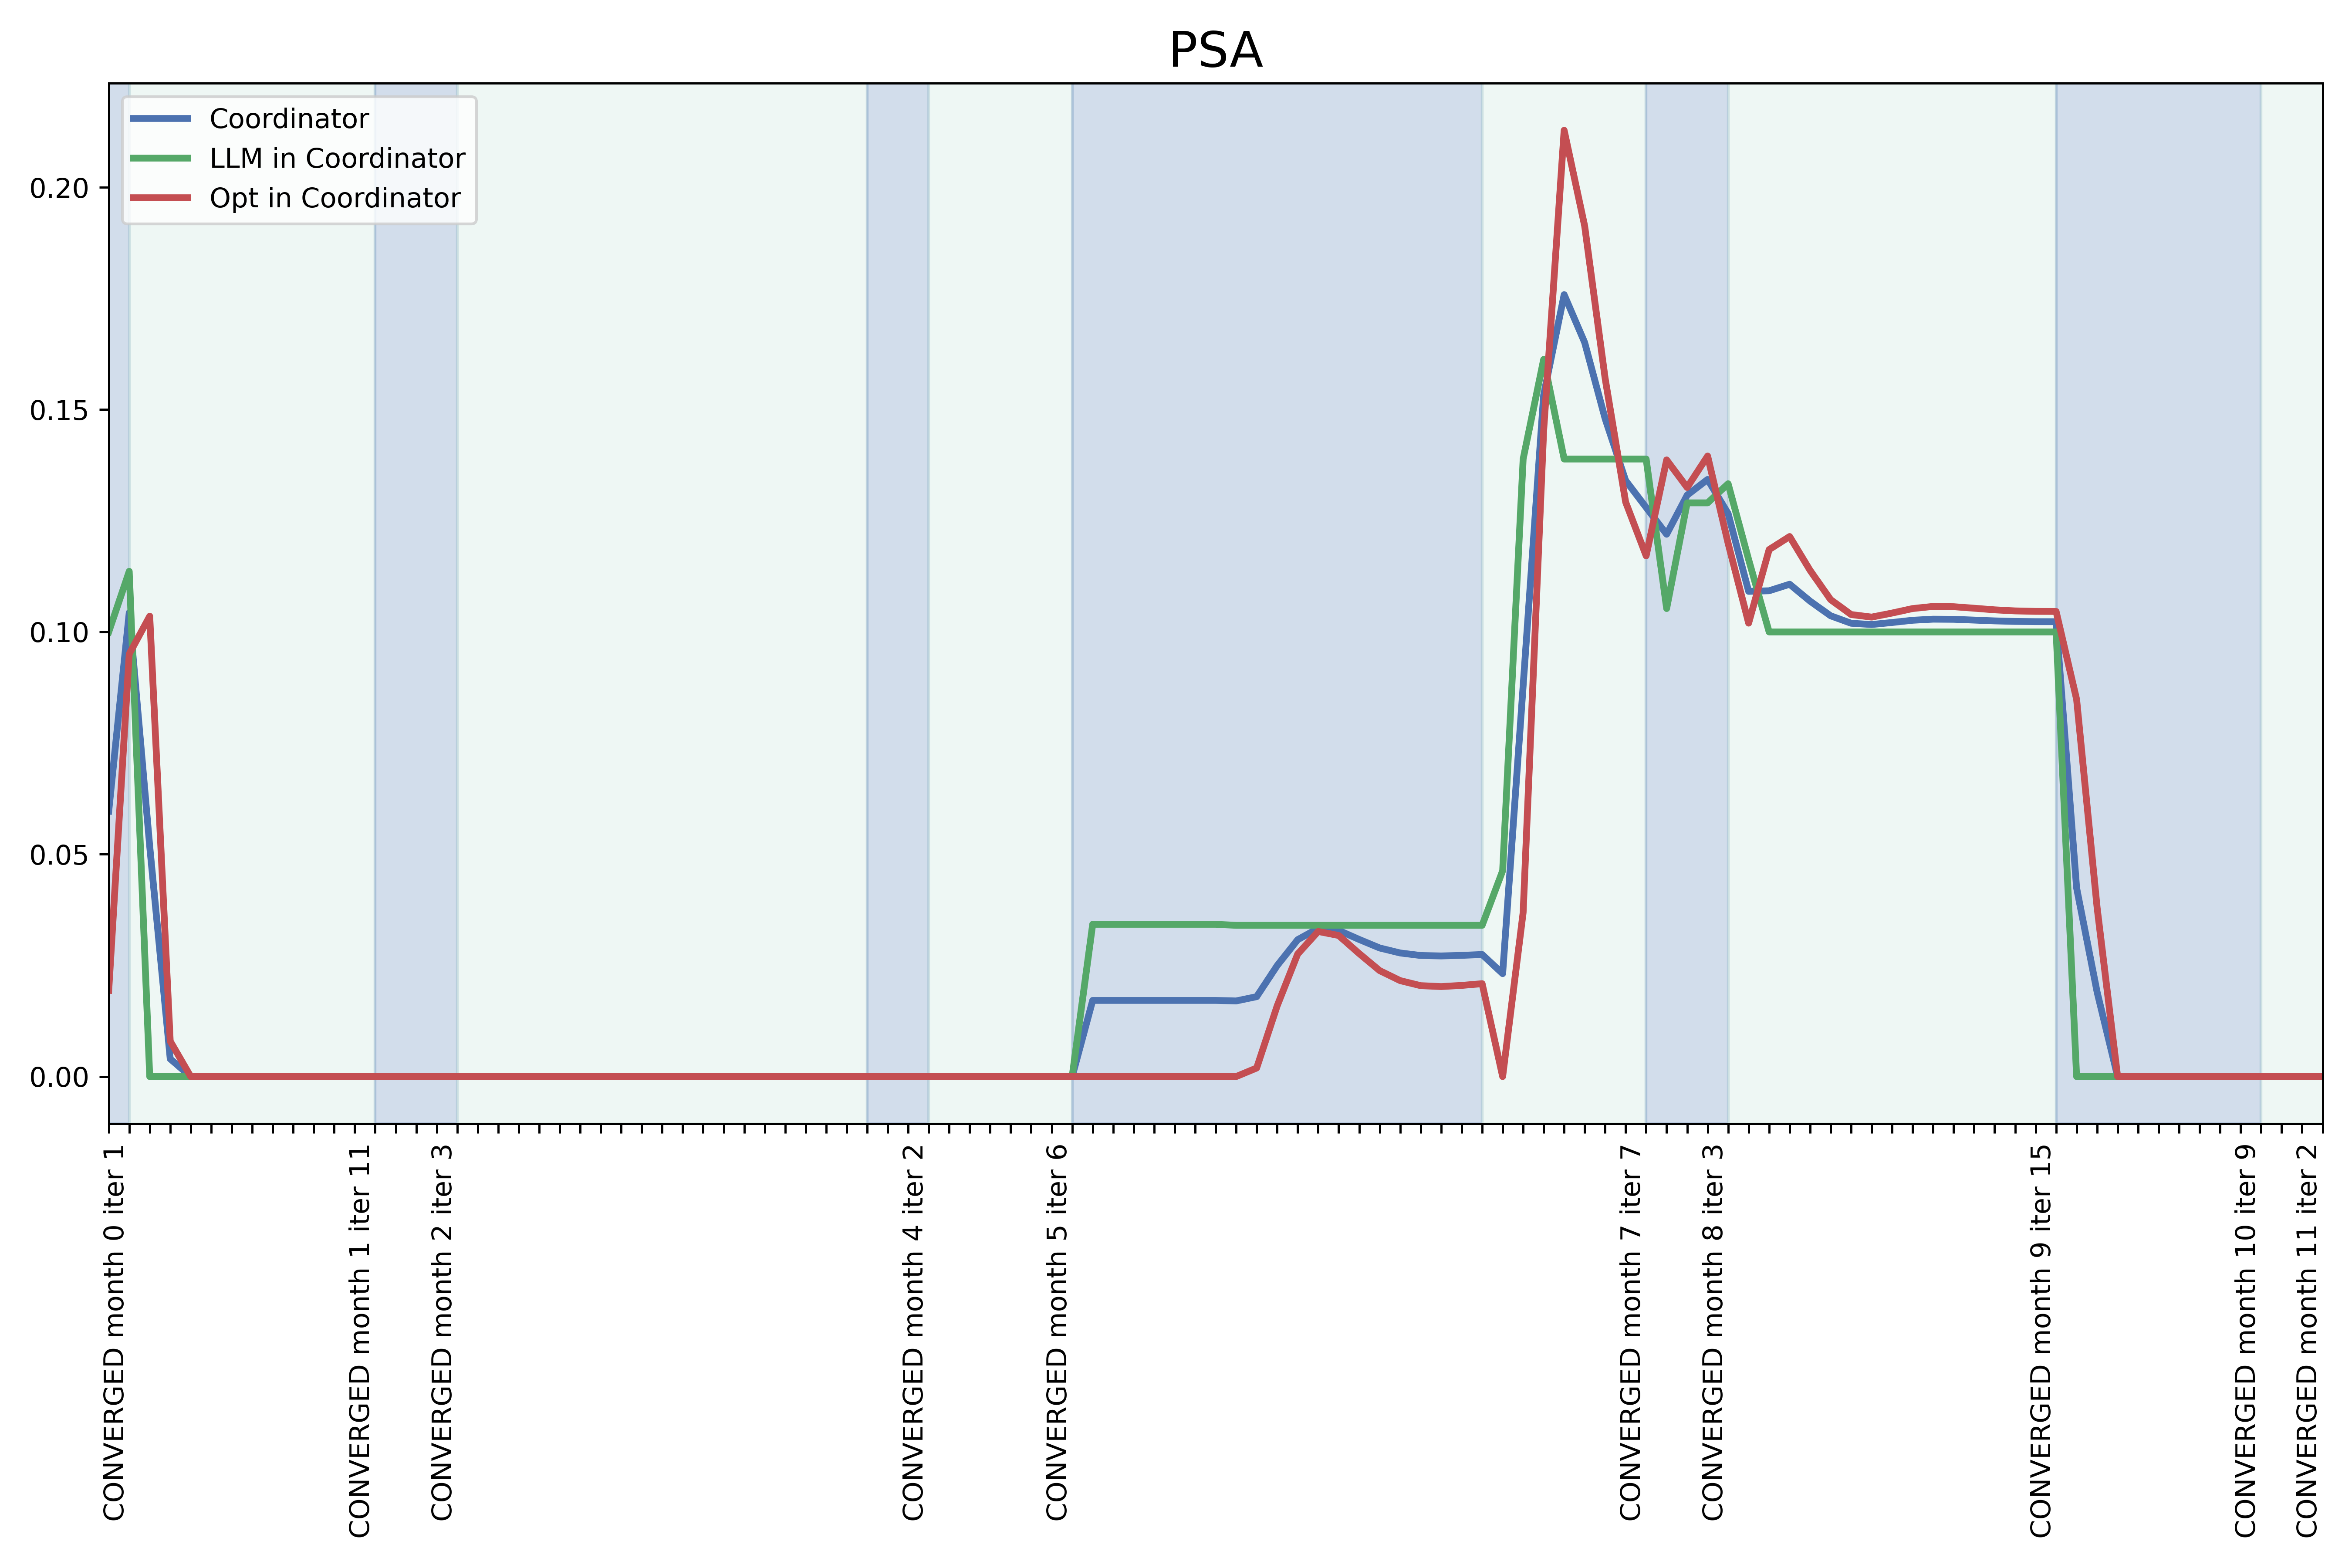 PSA
Coordinator
LLM in Coordinator
Opt in Coordinator
0.20
0.15
0.10
0.05
0.00
CONVERGED month 0 iter 1
CONVERGED month 1 iter 11
CONVERGED month 2 iter 3
CONVERGED month 4 iter 2
CONVERGED month 5 iter 6
CONVERGED month 7 iter 7
CONVERGED month 8 iter 3
CONVERGED month 9 iter 15
CONVERGED month 10 iter 9
CONVERGED month 11 iter 2